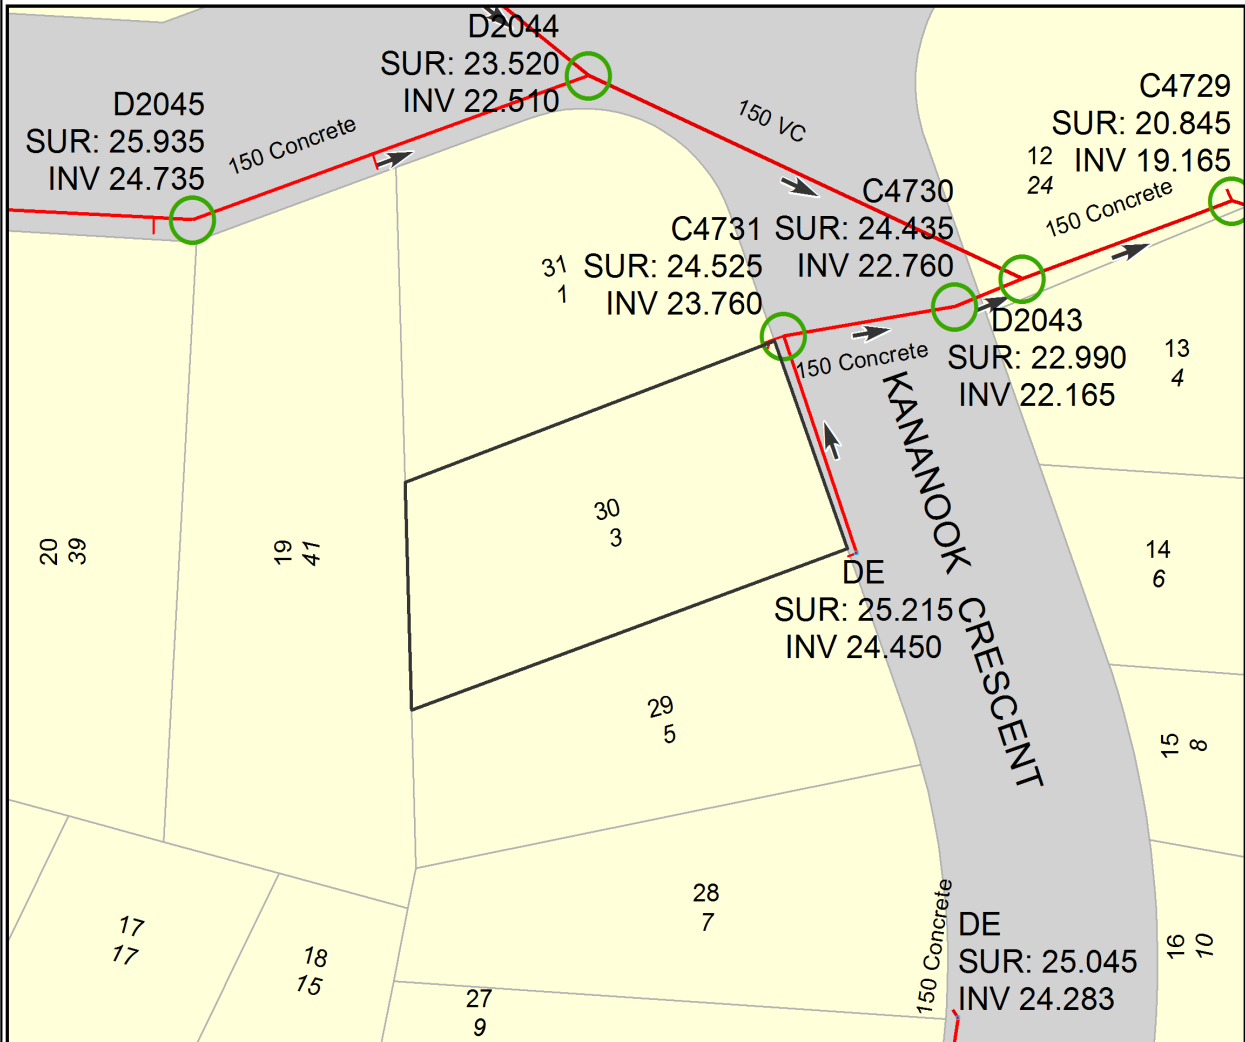 D2044
SUR: 23.520
INV 22.510
D2045
SUR: 25.935
INV 24.735
150 Concrete
150 VC
C4729
SUR: 20.845
INV 19.165
12
24
150 Concrete
C4730
SUR: 24.435
INV 22.760
C4731
SUR: 24.525
INV 23.760
31
1
D2043
SUR: 22.990
INV 22.165
150 Concrete
13
4
KANANOOK CRESCENT
30
3
20
39
19
41
14
6
DE
SUR: 25.215
INV 24.450
29
5
15
8
28
7
17
17
18
15
27
9
150 Concrete
DE
SUR: 25.045
INV 24.283
16
10